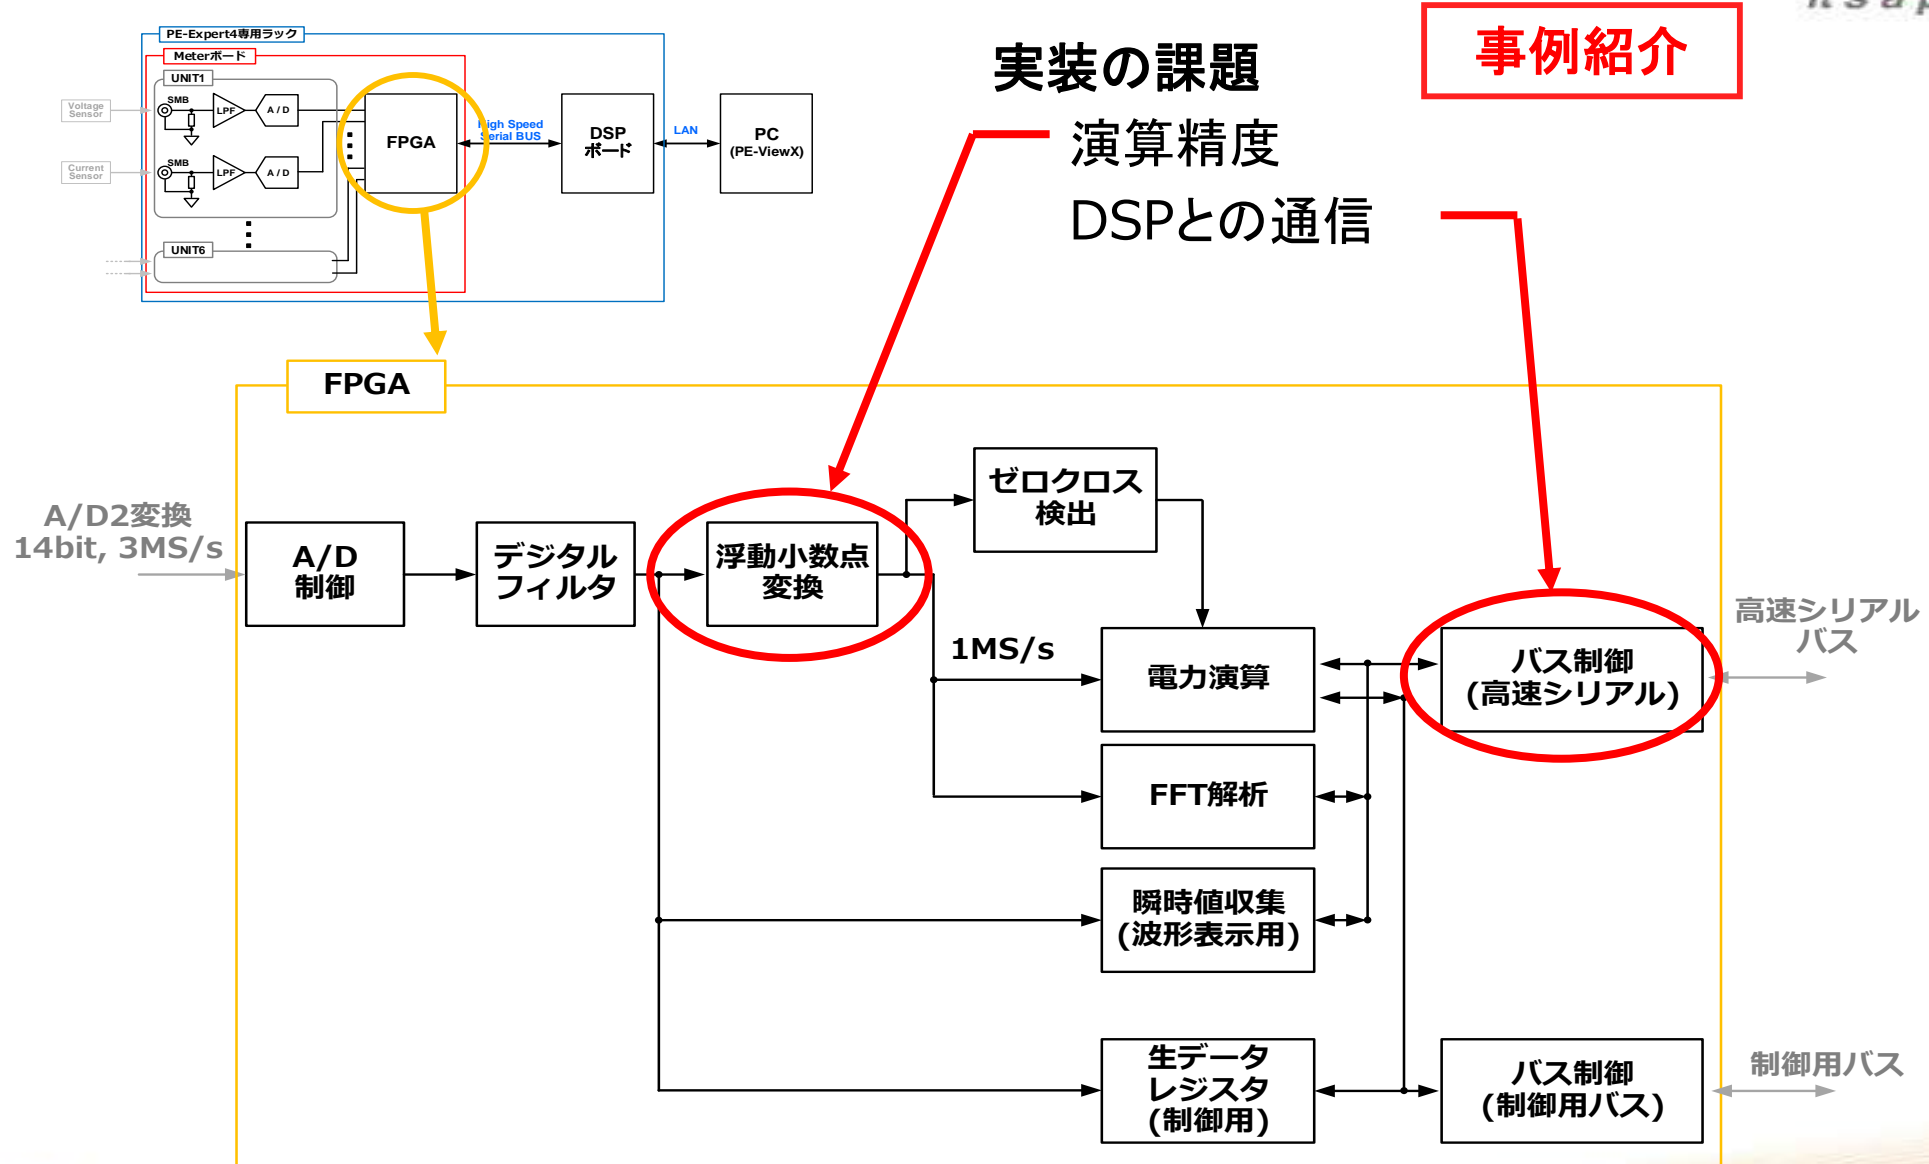 PE-Expert4専用ラック
Meterボード
UNIT1
Voltage
Sensor
SMB
LPF
A / D
Current
Sensor
SMB
LPF
A / D
UNIT6
FPGA
High Speed
Serial BUS
DSP
ボード
LAN
PC
(PE-ViewX)
実装の課題
演算精度
DSPとの通信
事例紹介
FPGA
A/D2変換
14bit, 3MS/s
A/D
制御
デジタル
フィルタ
浮動小数点
変換
ゼロクロス
検出
1MS/s
電力演算
FFT解析
瞬時値収集
(波形表示用)
生データ
レジスタ
(制御用)
バス制御
(高速シリアル)
高速シリアル
バス
バス制御
(制御用バス)
制御用バス